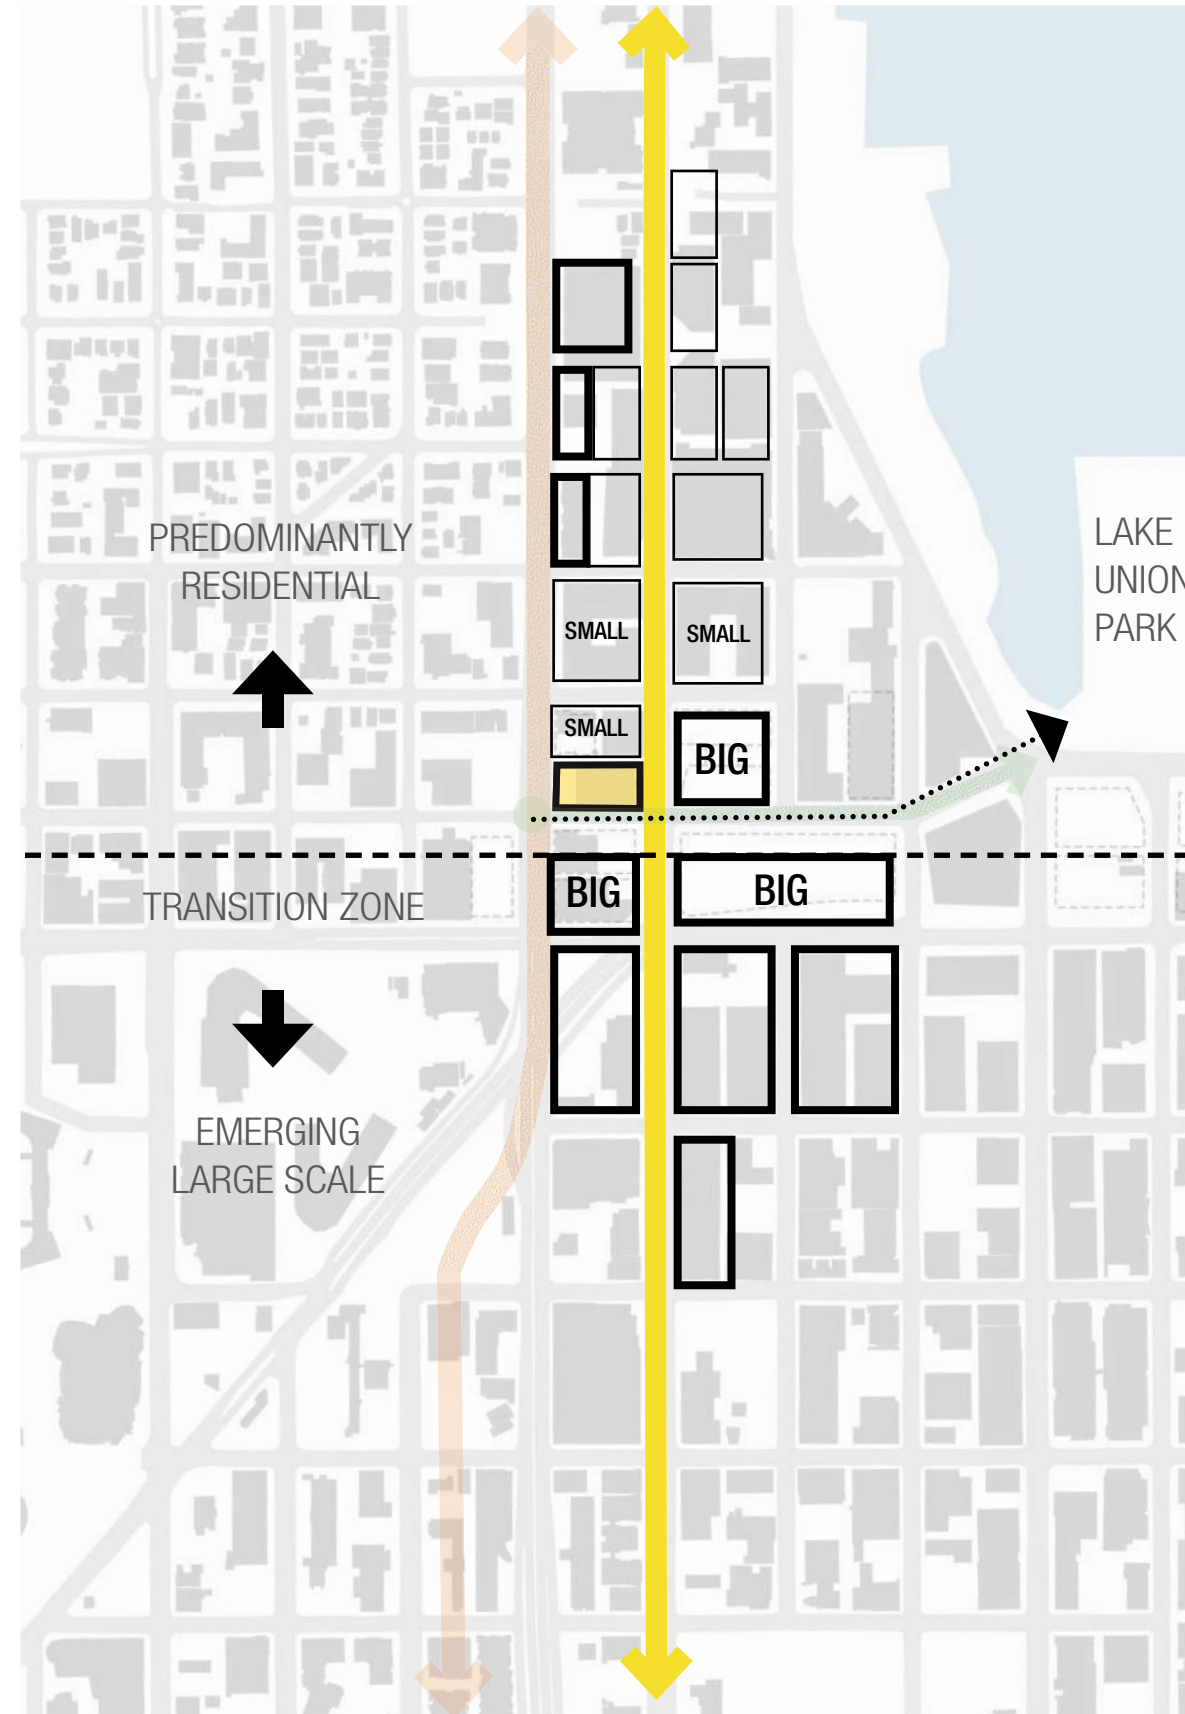 PREDOMINANTLY
RESIDENTIAL
LAKE
UNION
PARK
SMALL
SMALL
SMALL
BIG
TRANSITION ZONE
BIG
BIG
EMERGING
LARGE SCALE